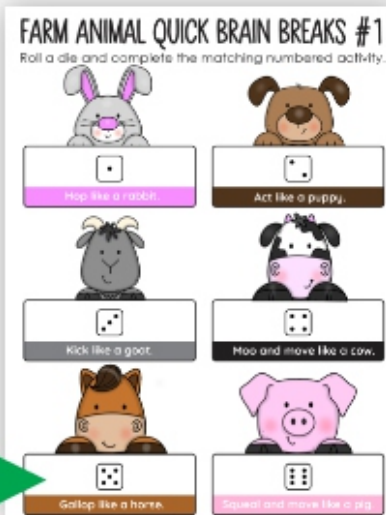 FARM ANIMAL QUICK BRAIN BREAKS #1
Roll a die and complete the matching numbered activity.
Hop like a rabbit.
Act like a puppy.
Kick like a goat.
Moo and move like a cow.
Gallop like a horse.
Squeal and move like a pig